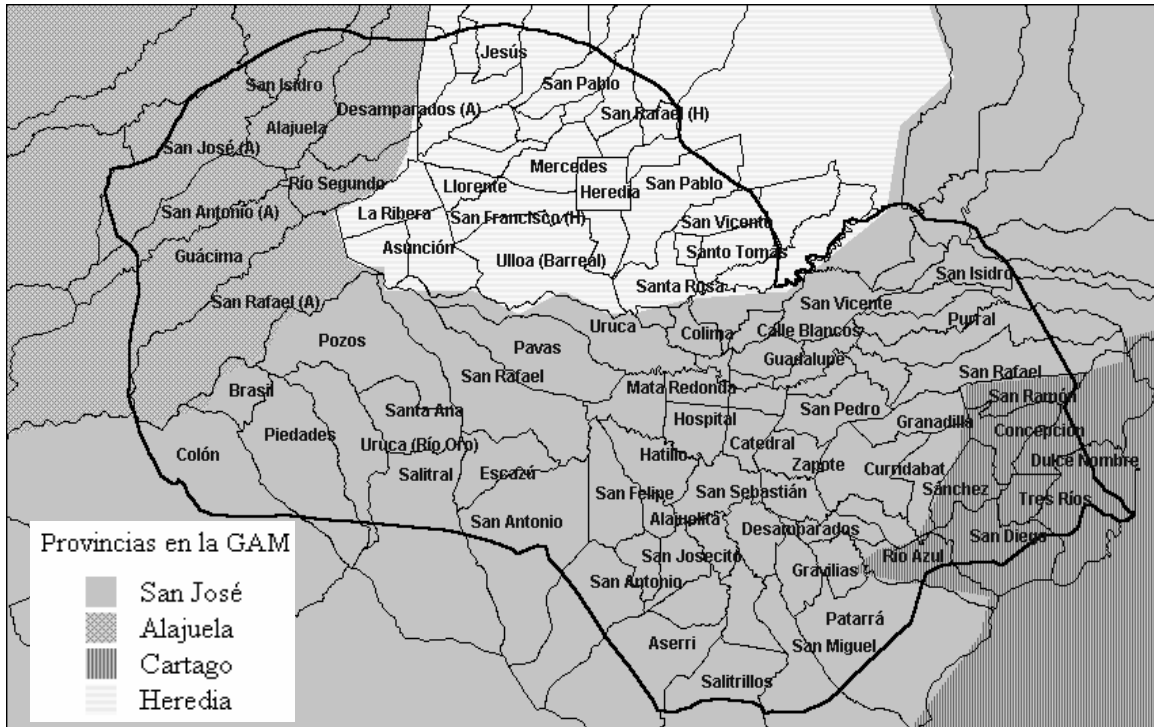 Jesús
San Isidro
San Pablo
Desamparados (A)
San Rafael (H)
Alajuela
San José (A)
Mercedes
Río Segundo
Llorente
Heredia
San Pablo
San Antonio (A)
La Ribera
San Francisco (H)
San Vicente
Asunción
Santo Tomás
Guácima
Ulloa (Barreal)
San Isidro
Santa Rosa
San Rafael (A)
San Vicente
Uruca
Colima
Calle Blancos
Purral
Pozos
Pavas
Guadalupe
San Rafael
San Rafael
Brasil
Mata Redonda
San Ramón
Santa Ana
San Pedro
Hospital
Granadilla
Concepción
Piedades
Uruca (Río Oro)
Catedral
Colón
Hatillo
Dulce Nombre
Salitral
Escazú
Zapote
Curridabat
San Felipe
San Sebastián
Sánchez
Tres Ríos
San Antonio
Alajuelita
Desamparados
San Diego
San Josecito
Río Azul
San Antonio
Gravilias
Patarrá
Aserri
San Miguel
Salitrillos
Provincias en la GAM
San José
Alajuela
Cartago
Heredia